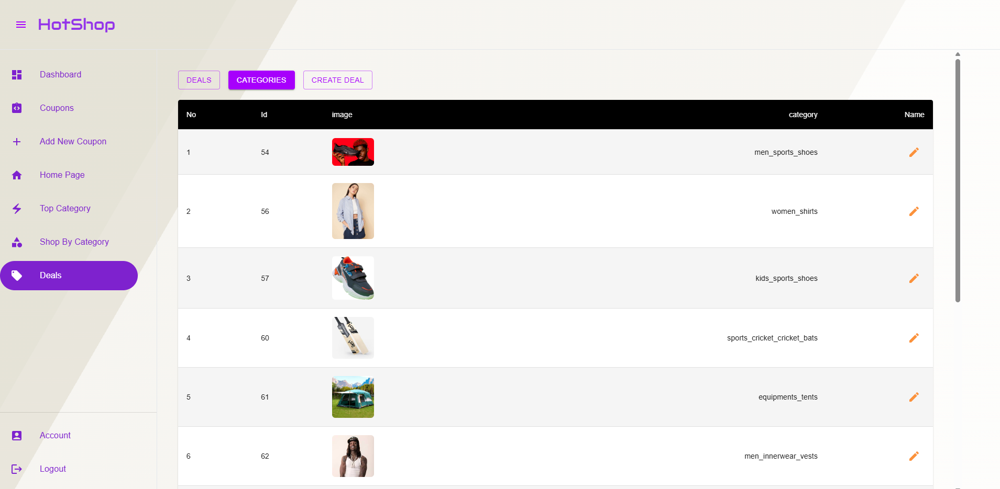 HotShop
Dashboard
Coupons
Add New Coupon
Home Page
Top Category
Shop By Category
Deals
Account
Logout
DEALS CATEGORIES CREATE DEAL
No Id image category Name
1 54 men_sports_shoes
2 56 women_shirts
3 57 kids_sports_shoes
4 60 sports_cricket_cricket_bats
5 61 equipments_tents
6 62 men_innerwear_vests